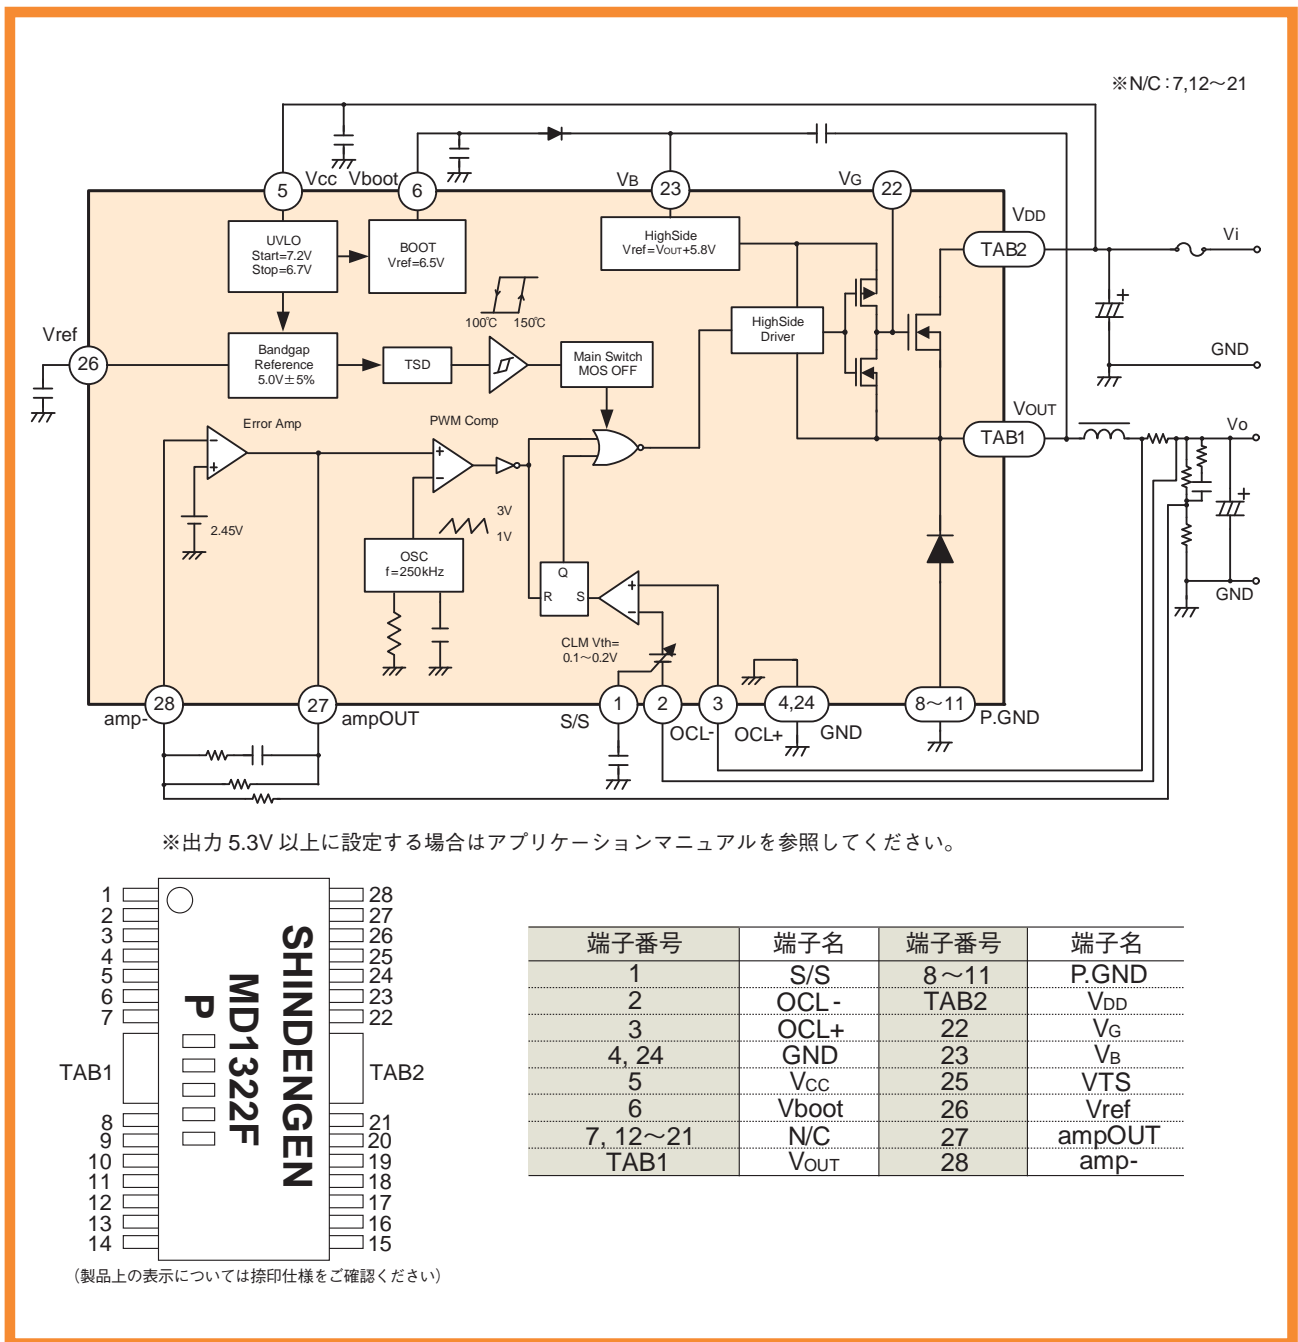 ※N/C：7,12～21
5
Vcc
Vboot
6
VB
23
VG
22
VDD
TAB2
Vi
UVLO
Start=7.2V
Stop=6.7V
BOOT
Vref=6.5V
HighSide
Vref=VOUT+5.8V
100℃ 150℃
HighSide
Driver
Vref
26
Bandgap
Reference
5.0V±5%
TSD
Main Switch
MOS OFF
GND
Error Amp
PWM Comp
VOUT
TAB1
Vo
2.45V
3V
1V
OSC
f=250kHz
Q
R S
GND
CLM Vth=
0.1～0.2V
28
amp-
27
ampOUT
1
S/S
2
OCL-
3
OCL+
4,24
GND
8～11
P.GND
※出力 5.3V 以上に設定する場合はアプリケーションマニュアルを参照してください。
1 28
2 27
3 26
4 25
5 24
6 23
7 22
TAB1 TAB2
8 21
9 20
10 19
11 18
12 17
13 16
14 15
SHINDENGEN
MD1322F
P
（製品上の表示については捺印仕様をご確認ください）
端子番号 端子名 端子番号 端子名
1 S/S 8～11 P.GND
2 OCL- TAB2 VDD
3 OCL+ 22 VG
4, 24 GND 23 VB
5 VCC 25 VTS
6 Vboot 26 Vref
7, 12～21 N/C 27 ampOUT
TAB1 VOUT 28 amp-